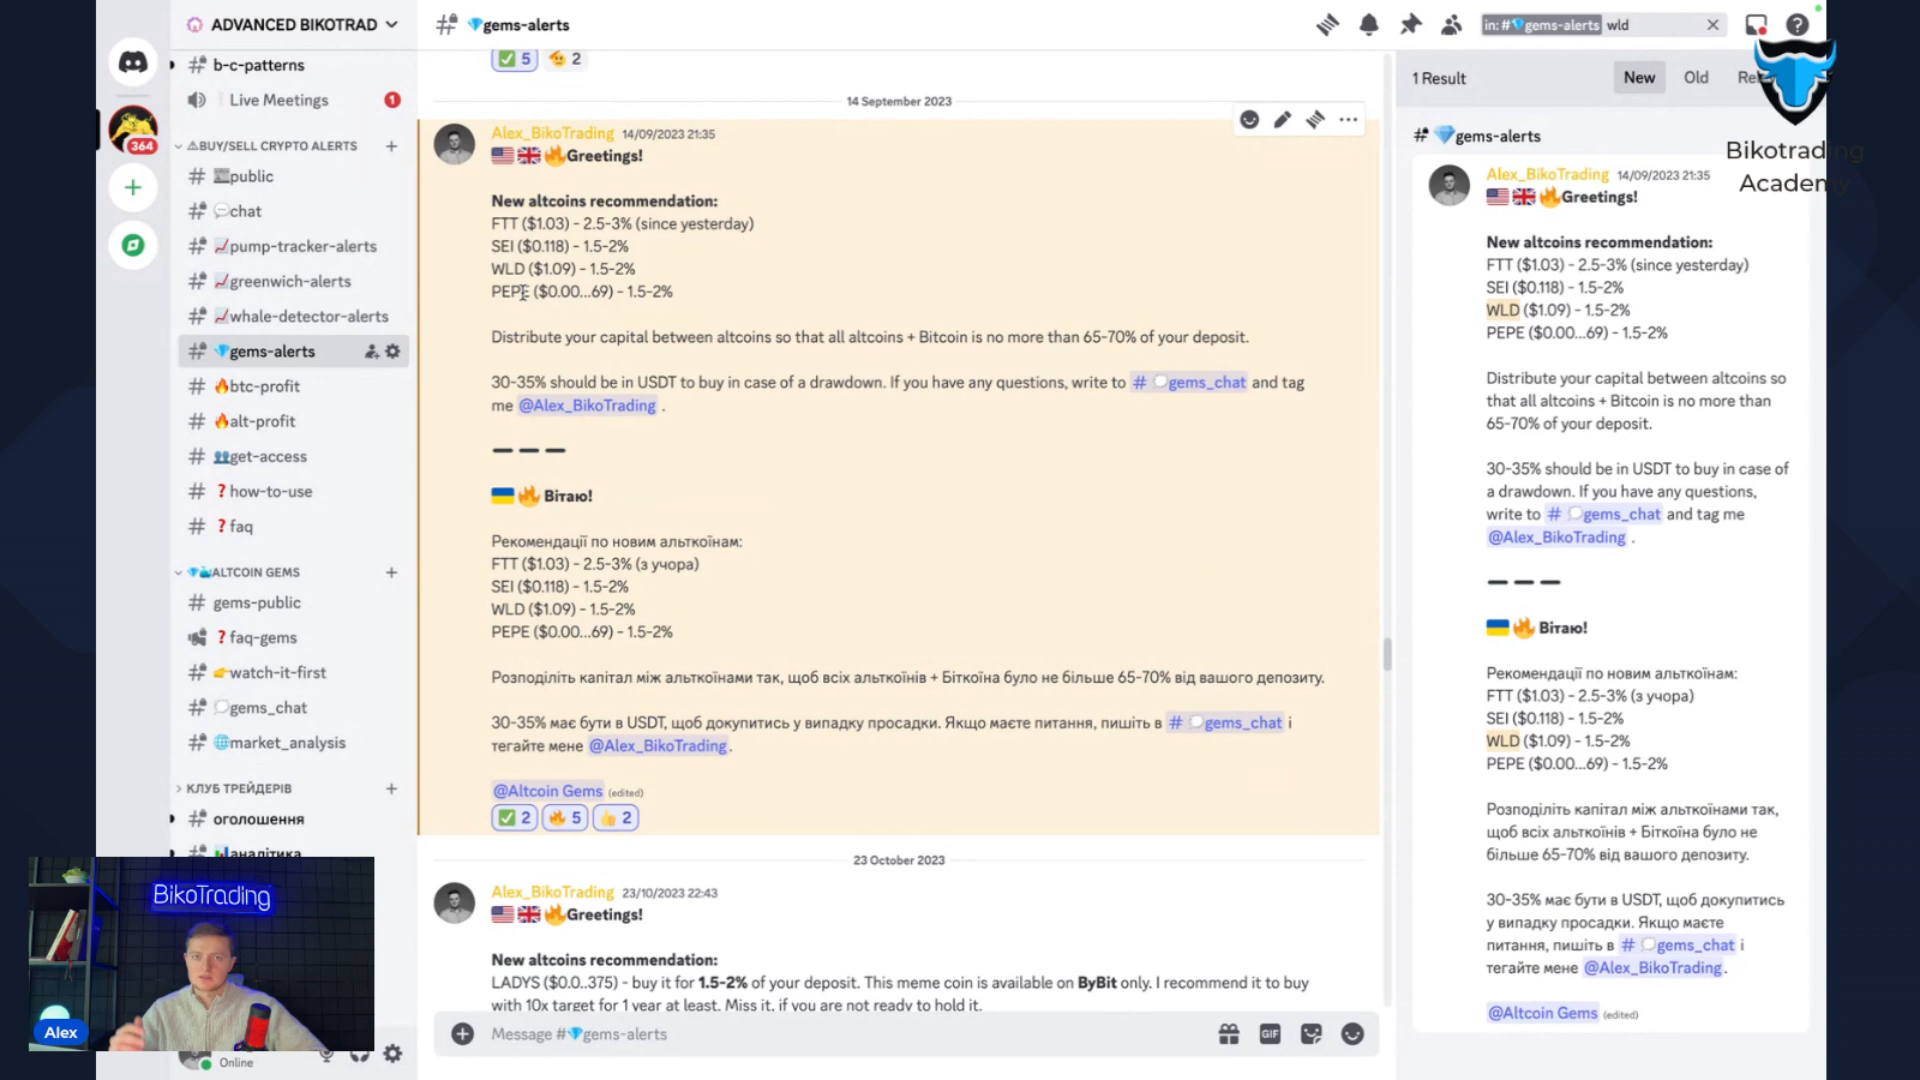 ADVANCED BIKOTRAD
b-c-patterns
Live Meetings
1
364
BUY/SELL CRYPTO ALERTS
public
chat
pump-tracker-alerts
greenwich-alerts
whale-detector-alerts
gems-alerts
btc-profit
alt-profit
get-access
how-to-use
faq
ALTCOIN GEMS
gems-public
faq-gems
watch-it-first
gems_chat
market_analysis
КЛУБ ТРЕЙДЕРІВ
оголошення
аналітика
BikoTrading
Alex
Online
gems-alerts
5 2
14 September 2023
Alex_BikoTrading 14/09/2023 21:35
Greetings!
New altcoins recommendation:
FTT ($1.03) - 2.5-3% (since yesterday)
SEI ($0.118) - 1.5-2%
WLD ($1.09) - 1.5-2%
PEPE ($0.00...69) - 1.5-2%
Distribute your capital between altcoins so that all altcoins + Bitcoin is no more than 65-70% of your deposit.
30-35% should be in USDT to buy in case of a drawdown. If you have any questions, write to # gems_chat and tag
me @Alex_BikoTrading .
Вітаю!
Рекомендації по новим альткоїнам:
FTT ($1.03) - 2.5-3% (з учора)
SEI ($0.118) - 1.5-2%
WLD ($1.09) - 1.5-2%
PEPE ($0.00...69) - 1.5-2%
Розподіліть капітал між альткоїнами так, щоб всіх альткоїнів + Біткоїна було не більше 65-70% від вашого депозиту.
30-35% має бути в USDT, щоб докупитись у випадку просадки. Якщо маєте питання, пишіть в # gems_chat і
тегайте мене @Alex_BikoTrading.
@Altcoin Gems (edited)
2 5 2
23 October 2023
Alex_BikoTrading 23/10/2023 22:43
Greetings!
New altcoins recommendation:
LADYS ($0.0..375) - buy it for 1.5-2% of your deposit. This meme coin is available on ByBit only. I recommend it to buy
with 10x target for 1 year at least. Miss it, if you are not ready to hold it.
Message # gems-alerts
GIF
in: # gems-alerts wld
1 Result
New
Old
Bikotrading
Academy
# gems-alerts
Alex_BikoTrading 14/09/2023 21:35
Greetings!
New altcoins recommendation:
FTT ($1.03) - 2.5-3% (since yesterday)
SEI ($0.118) - 1.5-2%
WLD ($1.09) - 1.5-2%
PEPE ($0.00...69) - 1.5-2%
Distribute your capital between altcoins so
that all altcoins + Bitcoin is no more than
65-70% of your deposit.
30-35% should be in USDT to buy in case of
a drawdown. If you have any questions,
write to # gems_chat and tag me
@Alex_BikoTrading .
Вітаю!
Рекомендації по новим альткоїнам:
FTT ($1.03) - 2.5-3% (з учора)
SEI ($0.118) - 1.5-2%
WLD ($1.09) - 1.5-2%
PEPE ($0.00...69) - 1.5-2%
Розподіліть капітал між альткоїнами так,
щоб всіх альткоїнів + Біткоїна було не
більше 65-70% від вашого депозиту.
30-35% має бути в USDT, щоб докупитись
у випадку просадки. Якщо маєте
питання, пишіть в # gems_chat і
тегайте мене @Alex_BikoTrading.
@Altcoin Gems (edited)